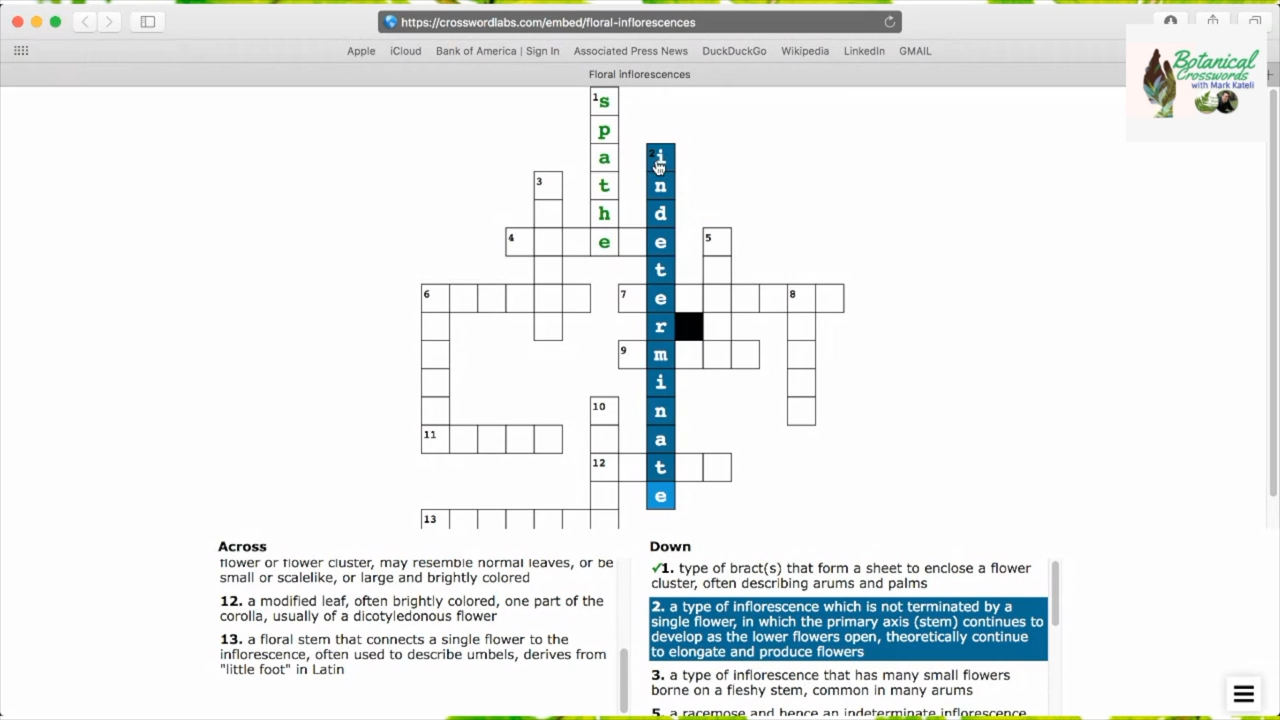 https://crosswordlabs.com/embed/floral-inflorescences
Apple iCloud Bank of America | Sign In Associated Press News DuckDuckGo Wikipedia LinkedIn GMAIL
Floral inflorescences
Botanical
Crosswords
with Mark Kateli
1 s
p
2 i
a
3
t n
h d
4 e e 5
t
6 7 e 8
r
9 m
i
10 n
11 a
12 t
e
13
Across
flower or flower cluster, may resemble normal leaves, or be
small or scalelike, or large and brightly colored
12. a modified leaf, often brightly colored, one part of the
corolla, usually of a dicotyledonous flower
13. a floral stem that connects a single flower to the
inflorescence, often used to describe umbels, derives from
"little foot" in Latin
Down
✓1. type of bract(s) that form a sheet to enclose a flower
cluster, often describing arums and palms
2. a type of inflorescence which is not terminated by a
single flower, in which the primary axis (stem) continues to
develop as the lower flowers open, theoretically continue
to elongate and produce flowers
3. a type of inflorescence that has many small flowers
borne on a fleshy stem, common in many arums
5. a racemose and hence an indeterminate inflorescence